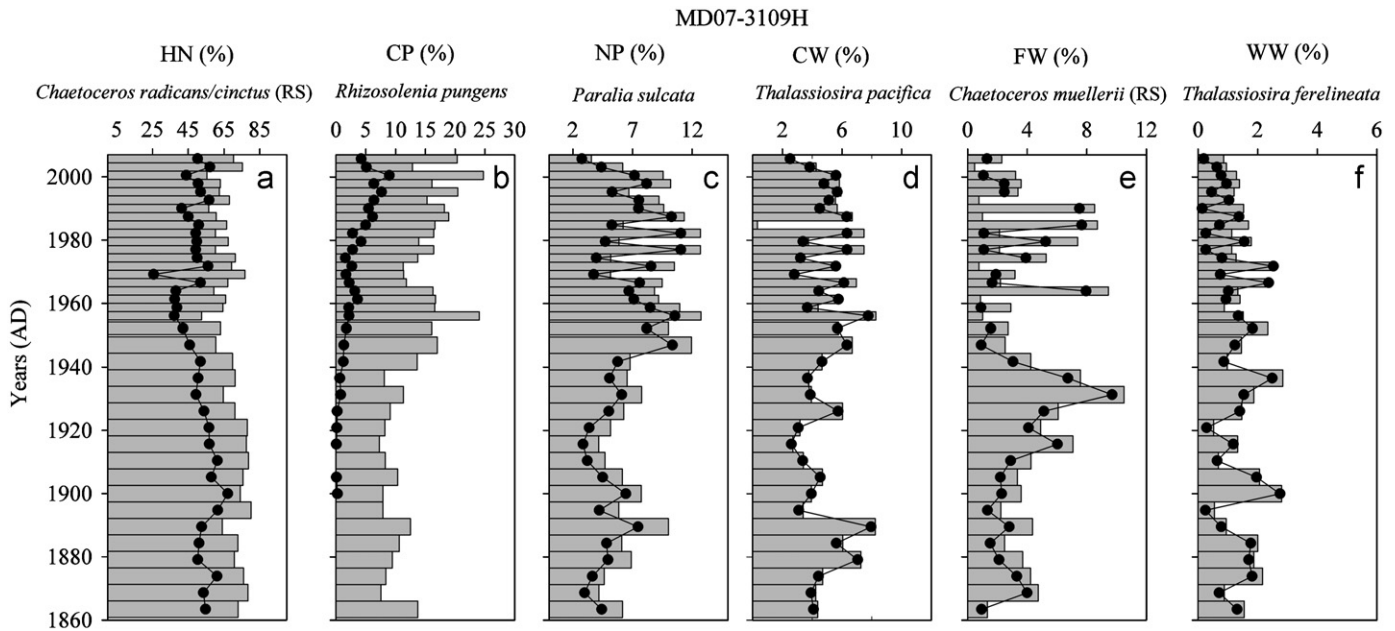 MD07-3109H
HN (%) CP (%) NP (%) CW (%) FW (%) WW (%)
Chaetoceros radicans/cinctus (RS) Rhizosolenia pungens Paralia sulcata Thalassiosira pacifica Chaetoceros muellerii (RS) Thalassiosira ferelineata
5 25 45 65 85 0 5 10 15 20 25 30 2 7 12 2 6 10 0 4 8 12 0 2 4 6
a b c d e f
Years (AD)
2000
1980
1960
1940
1920
1900
1880
1860